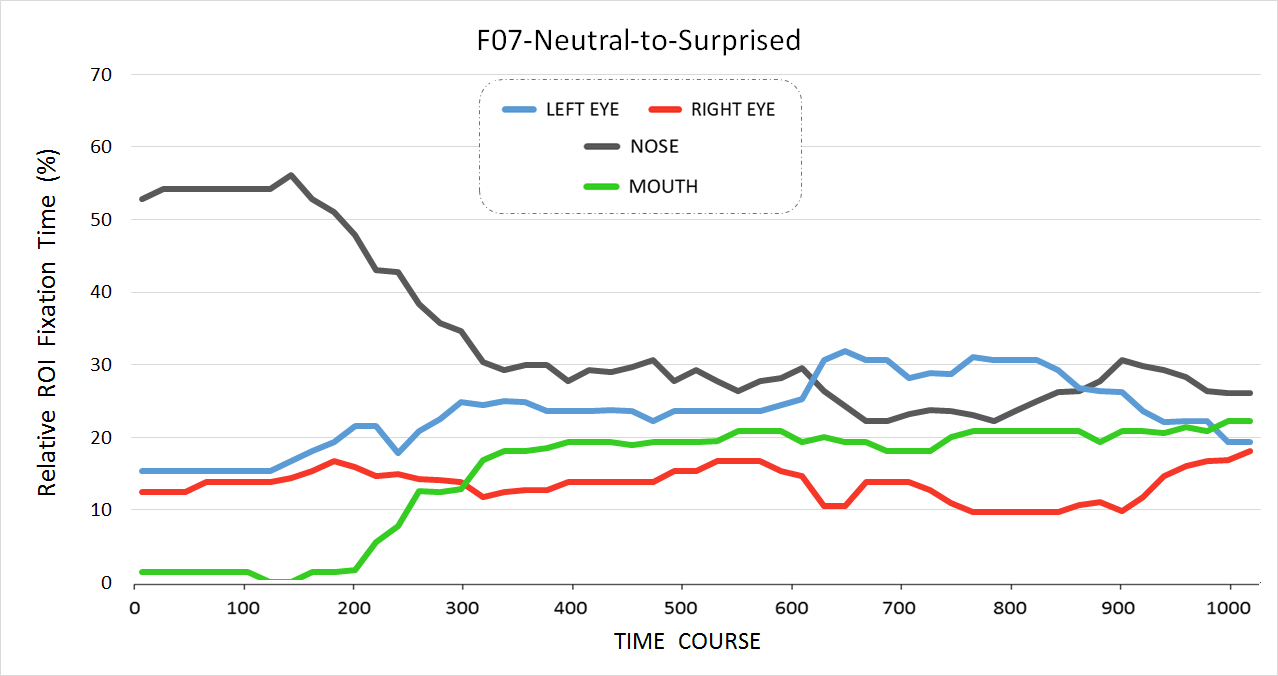 F07-Neutral-to-Surprised
LEFT EYE RIGHT EYE
NOSE
MOUTH
Relative ROI Fixation Time (%)
70
60
50
40
30
20
10
0
0 100 200 300 400 500 600 700 800 900 1000
TIME COURSE